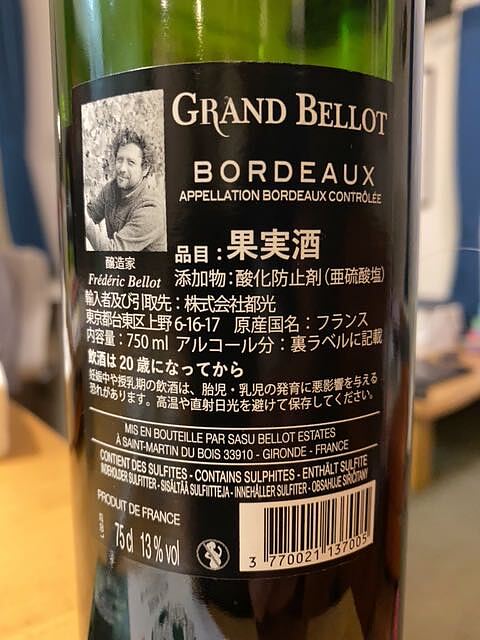 GRAND BELLOT
BORDEAUX
APPELLATION BORDEAUX CONTRÔLÉE
醸造家
Frédéric Bellot
品目：果実酒
添加物：酸化防止剤（亜硫酸塩）
輸入者及び引取先：株式会社都光
東京都台東区上野6-16-17 原産国名：フランス
内容量：750ml アルコール分：裏ラベルに記載
飲酒は20歳になってから
妊娠中や授乳期の飲酒は、胎児・乳児の発育に悪影響を与える
恐れがあります。高温や直射日光を避けて保存してください。
MIS EN BOUTEILLE PAR SASU BELLOT ESTATES
À SAINT-MARTIN DU BOIS 33910 - GIRONDE - FRANCE
CONTIENT DES SULFITES - CONTAINS SULPHITES - ENTHÄLT SULFITE
INDEHOLDER SULFITTER - SISÄLTÄÄ SULFIITTEJA - INNEHÅLLER SULFITER - OBSAHUJE SIŘIČITANY
PRODUIT DE FRANCE
75cl 13% vol
3 770021 137005